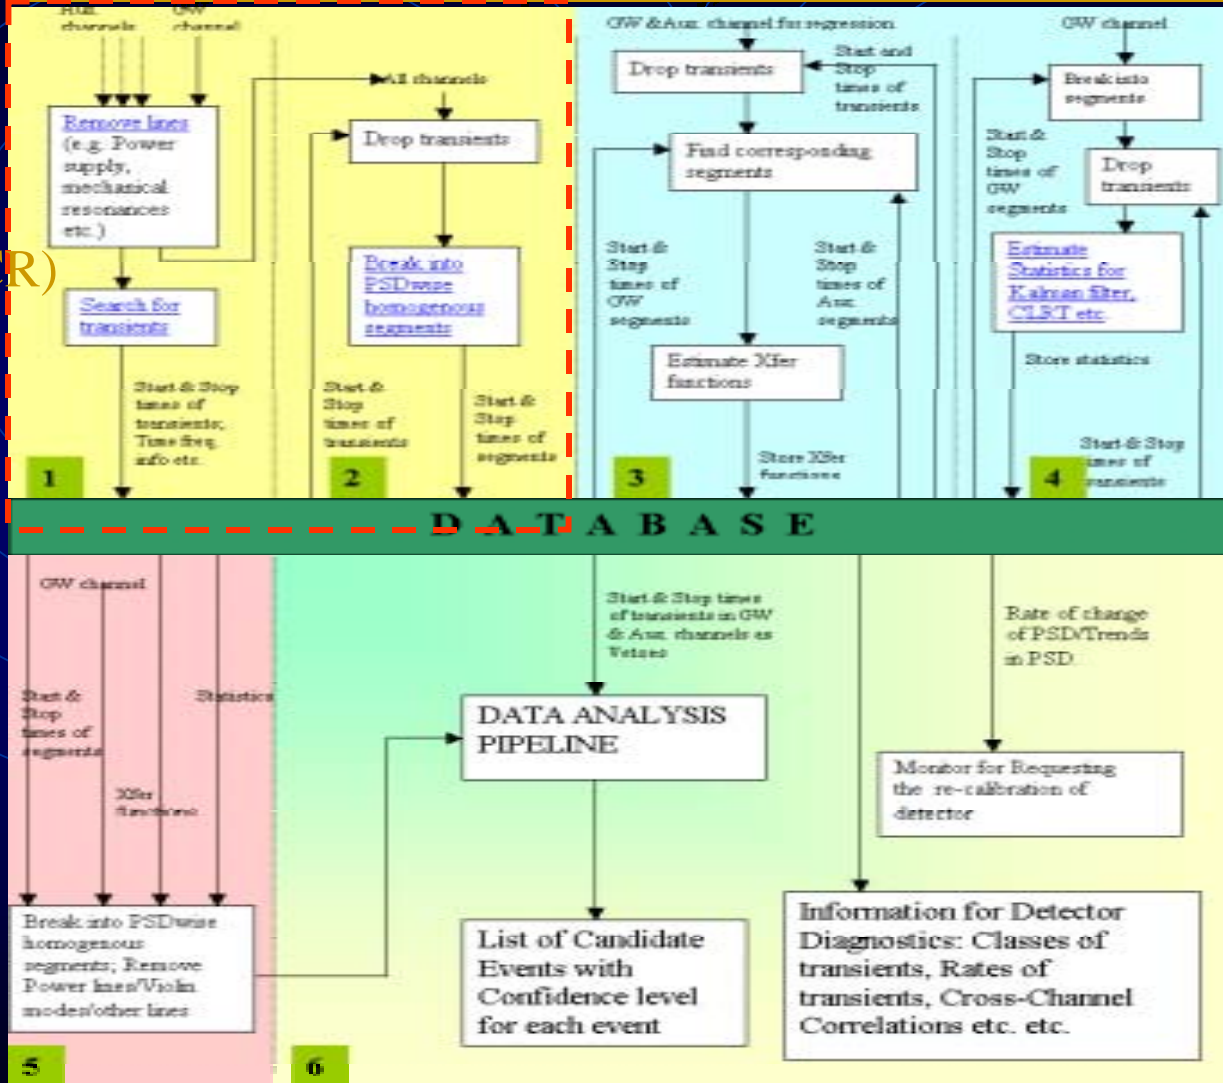 channels
GW
channel
Remove lines
(e.g. Power
supply,
mechanical
resonances
etc.)
R)
Search for
transients
Start & Stop
times of
transients;
Time freq.
info etc.
1
All channels
Drop transients
Break into
PSDwise
homogenous
segments
Start &
Stop
times of
transients
Start &
Stop
times of
segments
2
GW & Aux. channel for regression
Drop transients
Start and
Stop
times of
transients
Find corresponding
segments
Start &
Stop
times of
GW
segments
Start &
Stop
times of
Aux.
segments
Estimate Xfer
functions
Store Xfer
functions
3
GW channel
Break into
segments
Start &
Stop
times of
GW
segments
Drop
transients
Estimate
Statistics for
Kalman filter,
CLRT etc.
Store statistics
Start & Stop
times of
transients
4
D A T A B A S E
GW channel
Start &
Stop
times of
segments
Statistics
Xfer
functions
Break into PSDwise
homogenous
segments; Remove
Power lines/Violin
modes/other lines
5
Start & Stop times
of transients in GW
& Aux. channels as
Vetoes
DATA ANALYSIS
PIPELINE
List of Candidate
Events with
Confidence level
for each event
6
Rate of change
of PSD/Trends
in PSD.
Monitor for Requesting
the re-calibration of
detector
Information for Detector
Diagnostics: Classes of
transients, Rates of
transients, Cross-Channel
Correlations etc. etc.